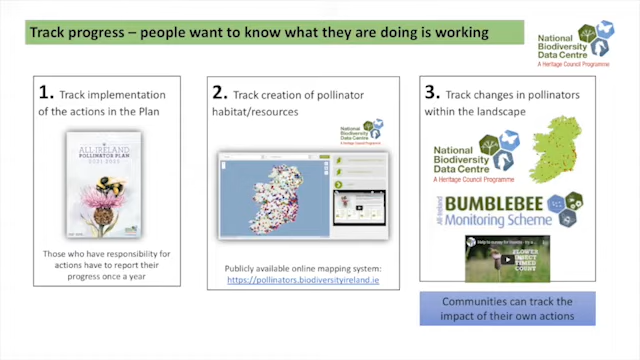 Track progress – people want to know what they are doing is working
National
Biodiversity
Data Centre
A Heritage Council Programme
1. Track implementation
of the actions in the Plan
ALL IRELAND
POLLINATOR PLAN
2021-2025
Those who have responsibility for
actions have to report their
progress once a year
2. Track creation of pollinator
habitat/resources
National
Biodiversity
Data Centre
A Heritage Council Programme
Publicly available online mapping system:
https://pollinators.biodiversityireland.ie
3. Track changes in pollinators
within the landscape
National
Biodiversity
Data Centre
A Heritage Council Programme
All Ireland
BUMBLEBEE
Monitoring Scheme
FLOWER
INSECT
TIMED
COUNT
Communities can track the
impact of their own actions